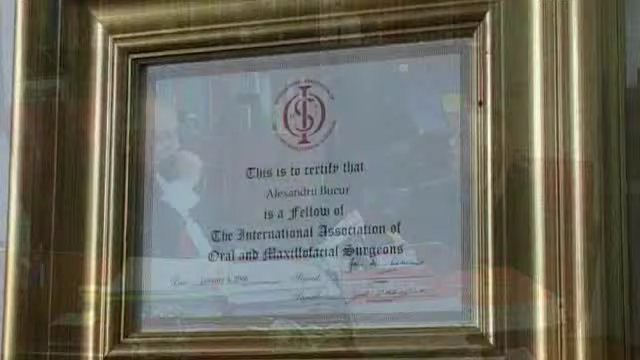 This is to certify that
Alexandru Bucur
is a Fellow of
The International Association of
Oral and Maxillofacial Surgeons